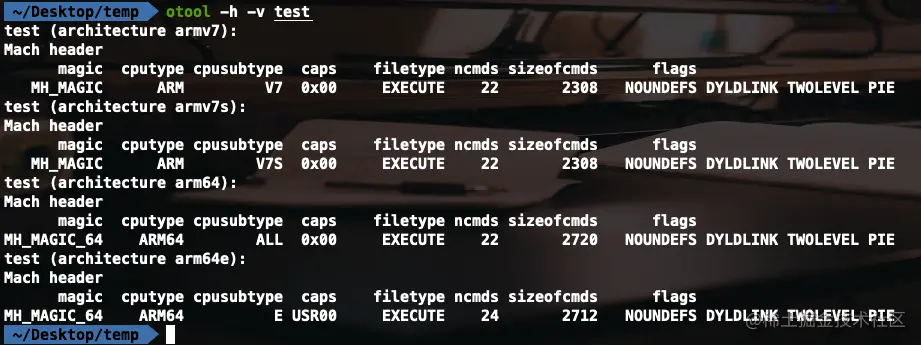 ~/Desktop/temp otool -h -v test
test (architecture armv7):
Mach header
magic cputype cpusubtype caps filetype ncmds sizeofcmds flags
MH_MAGIC ARM V7 0x00 EXECUTE 22 2308 NOUNDEFS DYLDLINK TWOLEVEL PIE
test (architecture armv7s):
Mach header
magic cputype cpusubtype caps filetype ncmds sizeofcmds flags
MH_MAGIC ARM V7S 0x00 EXECUTE 22 2308 NOUNDEFS DYLDLINK TWOLEVEL PIE
test (architecture arm64):
Mach header
magic cputype cpusubtype caps filetype ncmds sizeofcmds flags
MH_MAGIC_64 ARM64 ALL 0x00 EXECUTE 22 2720 NOUNDEFS DYLDLINK TWOLEVEL PIE
test (architecture arm64e):
Mach header
magic cputype cpusubtype caps filetype ncmds sizeofcmds flags
MH_MAGIC_64 ARM64 E USR00 EXECUTE 24 2712 NOUNDEFS DYLDLINK TWOLEVEL PIE
~/Desktop/temp
@稀土掘金技术社区